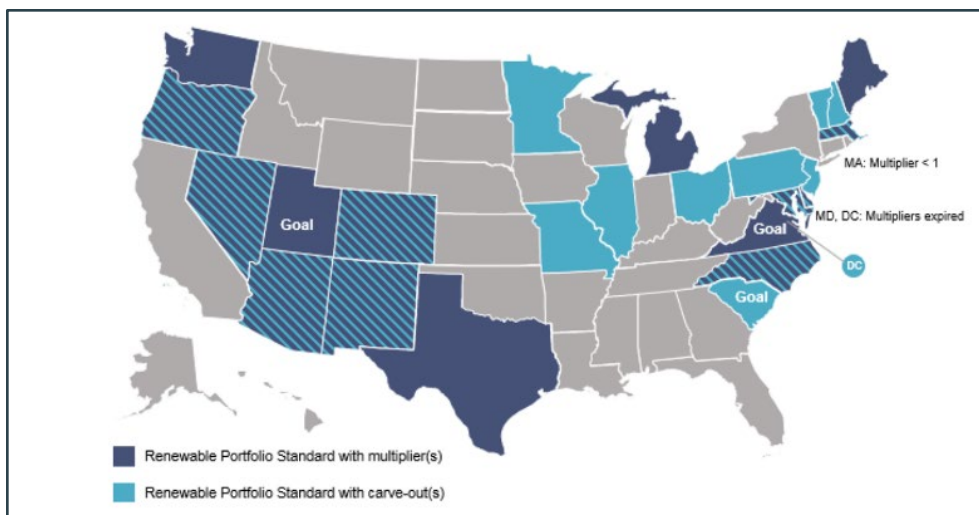 MA: Multiplier < 1
Goal
MD, DC: Multipliers expired
Goal
DC
Goal
Renewable Portfolio Standard with multiplier(s)
Renewable Portfolio Standard with carve-out(s)